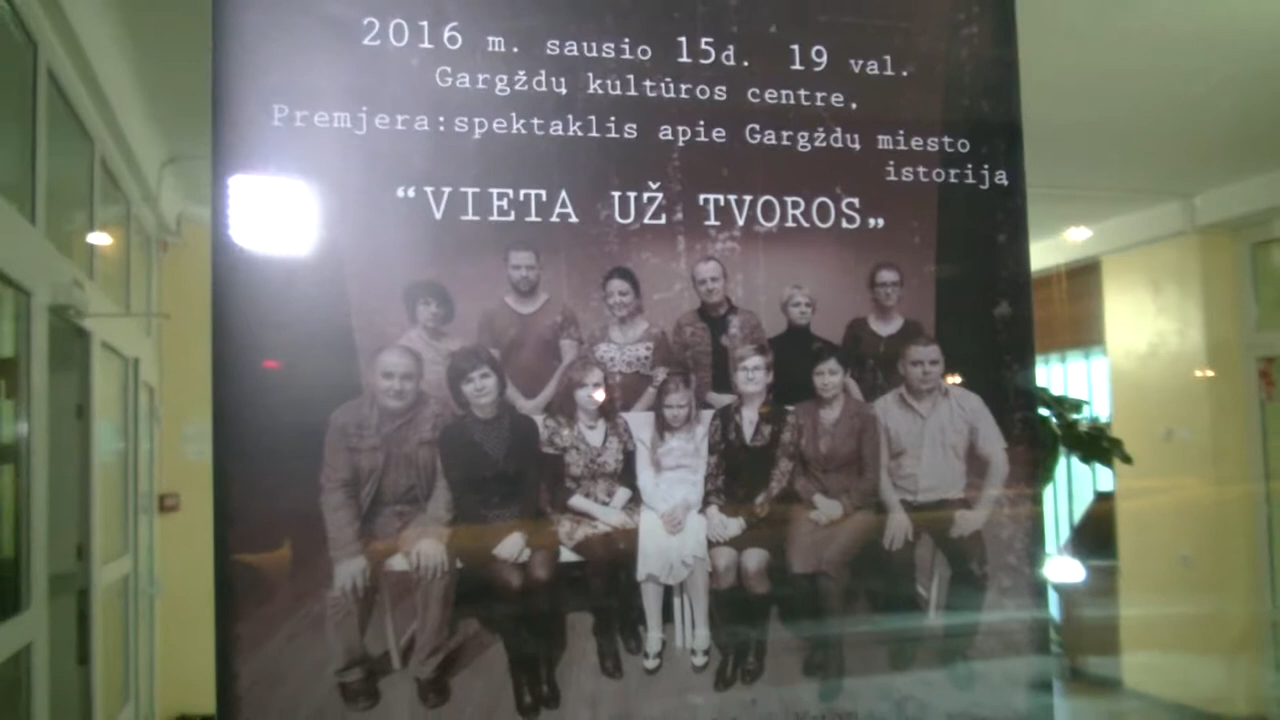 2016 m. sausio 15d. 19 val.
Gargždų kultūros centre,
Premjera:spektaklis apie Gargždų miesto
istoriją
“VIETA UŽ TVOROS„